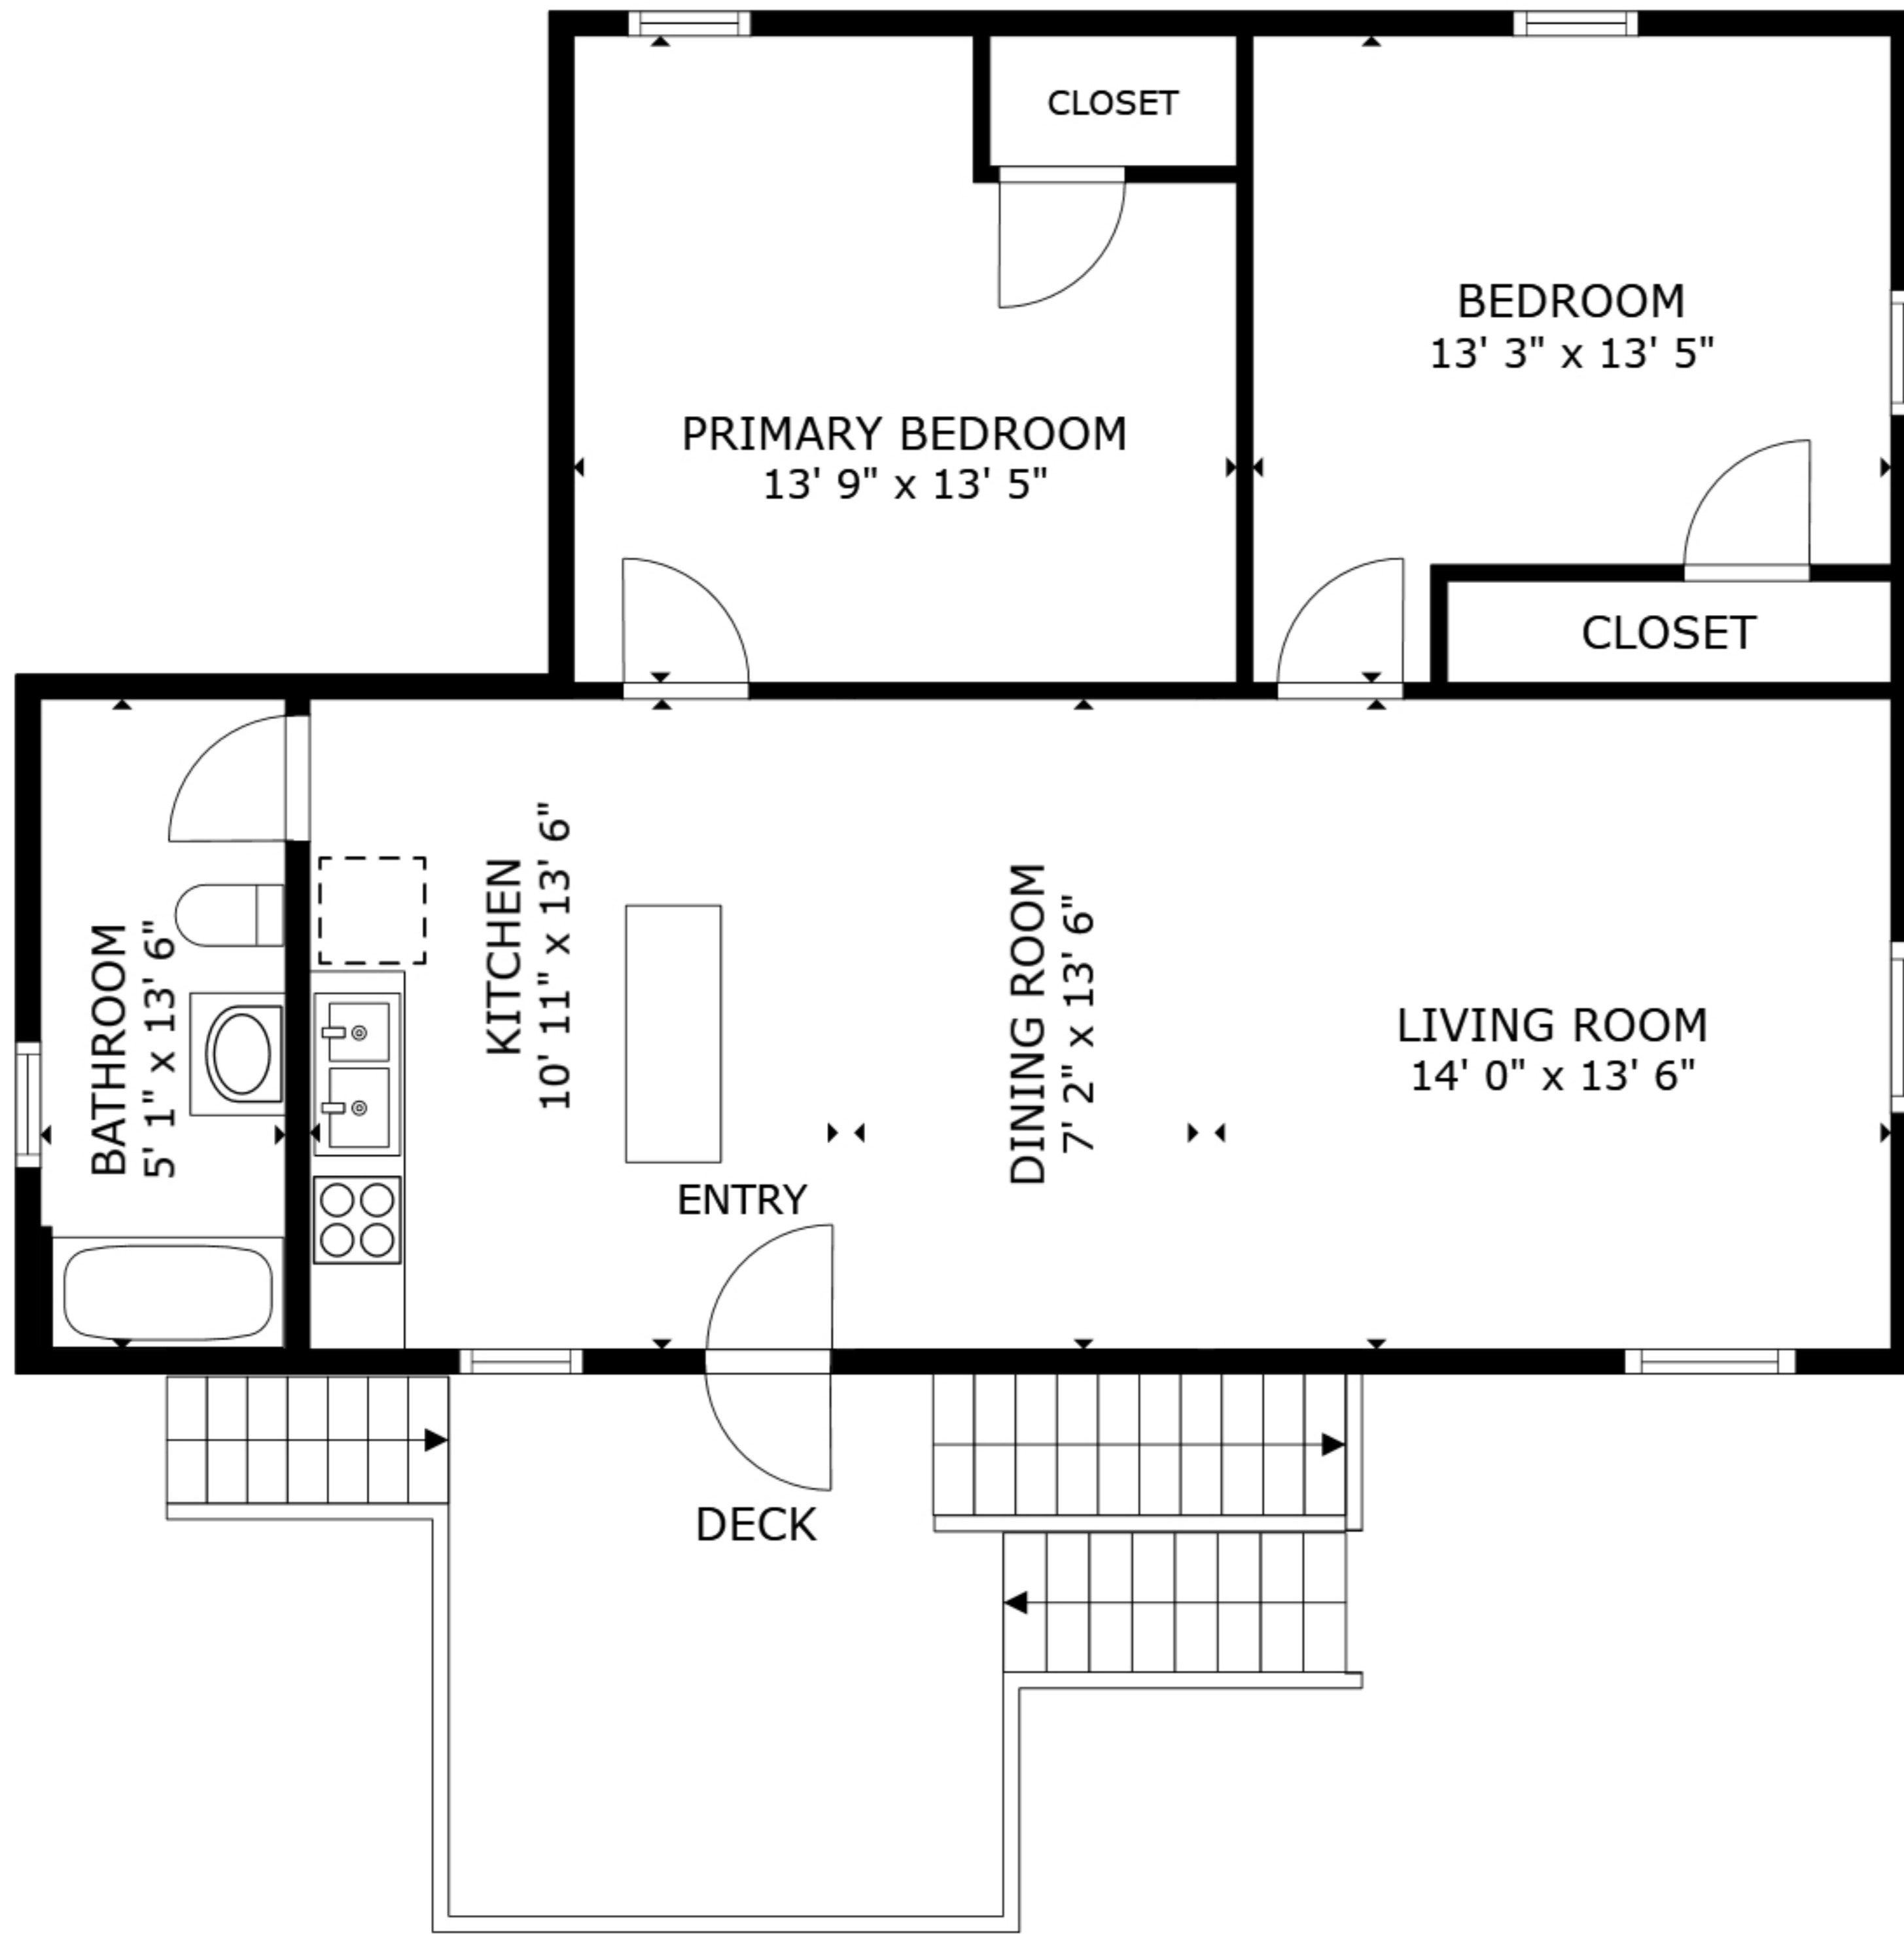 CLOSET
BEDROOM
13' 3" x 13' 5"
PRIMARY BEDROOM
13' 9" x 13' 5"
CLOSET
BATHROOM
5' 1" x 13' 6"
KITCHEN
10' 11" x 13' 6"
DINING ROOM
7' 2" x 13' 6"
LIVING ROOM
14' 0" x 13' 6"
ENTRY
DECK